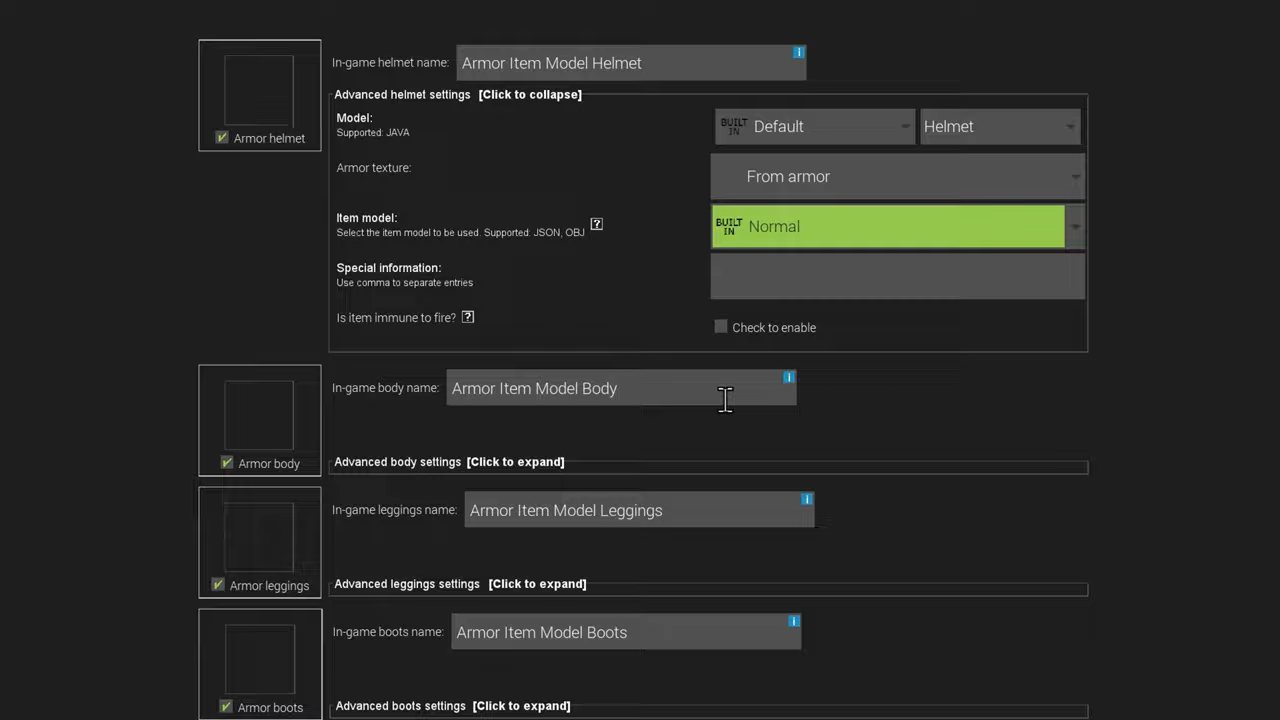 In-game helmet name: Armor Item Model Helmet
Advanced helmet settings [Click to collapse]
Armor helmet
Model:
Supported: JAVA
BUILT IN Default Helmet
Armor texture: From armor
Item model:
Select the item model to be used. Supported: JSON, OBJ ?
BUILT IN Normal
Special information:
Use comma to separate entries
Is item immune to fire? ? Check to enable
In-game body name: Armor Item Model Body
Armor body
Advanced body settings [Click to expand]
In-game leggings name: Armor Item Model Leggings
Armor leggings
Advanced leggings settings [Click to expand]
In-game boots name: Armor Item Model Boots
Armor boots
Advanced boots settings [Click to expand]